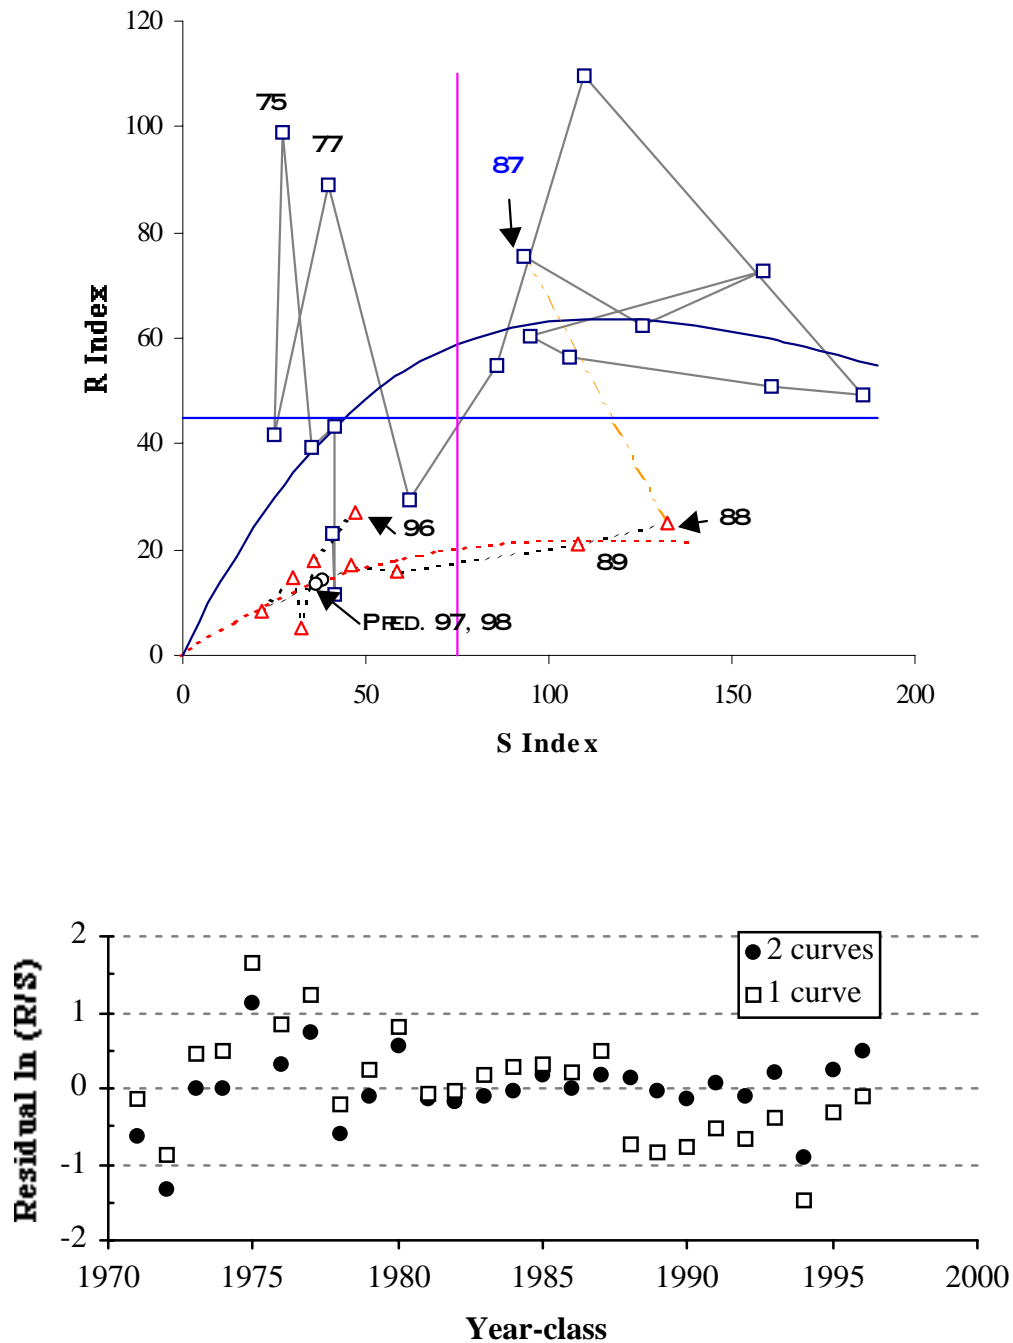 120
100
80
60
40
20
0
R Index
75
77
87
96
88
89
PRED. 97, 98
0 50 100 150 200
S Index
2
1
0
-1
-2
Residual ln (R/S)
2 curves
1 curve
1970 1975 1980 1985 1990 1995 2000
Year-class